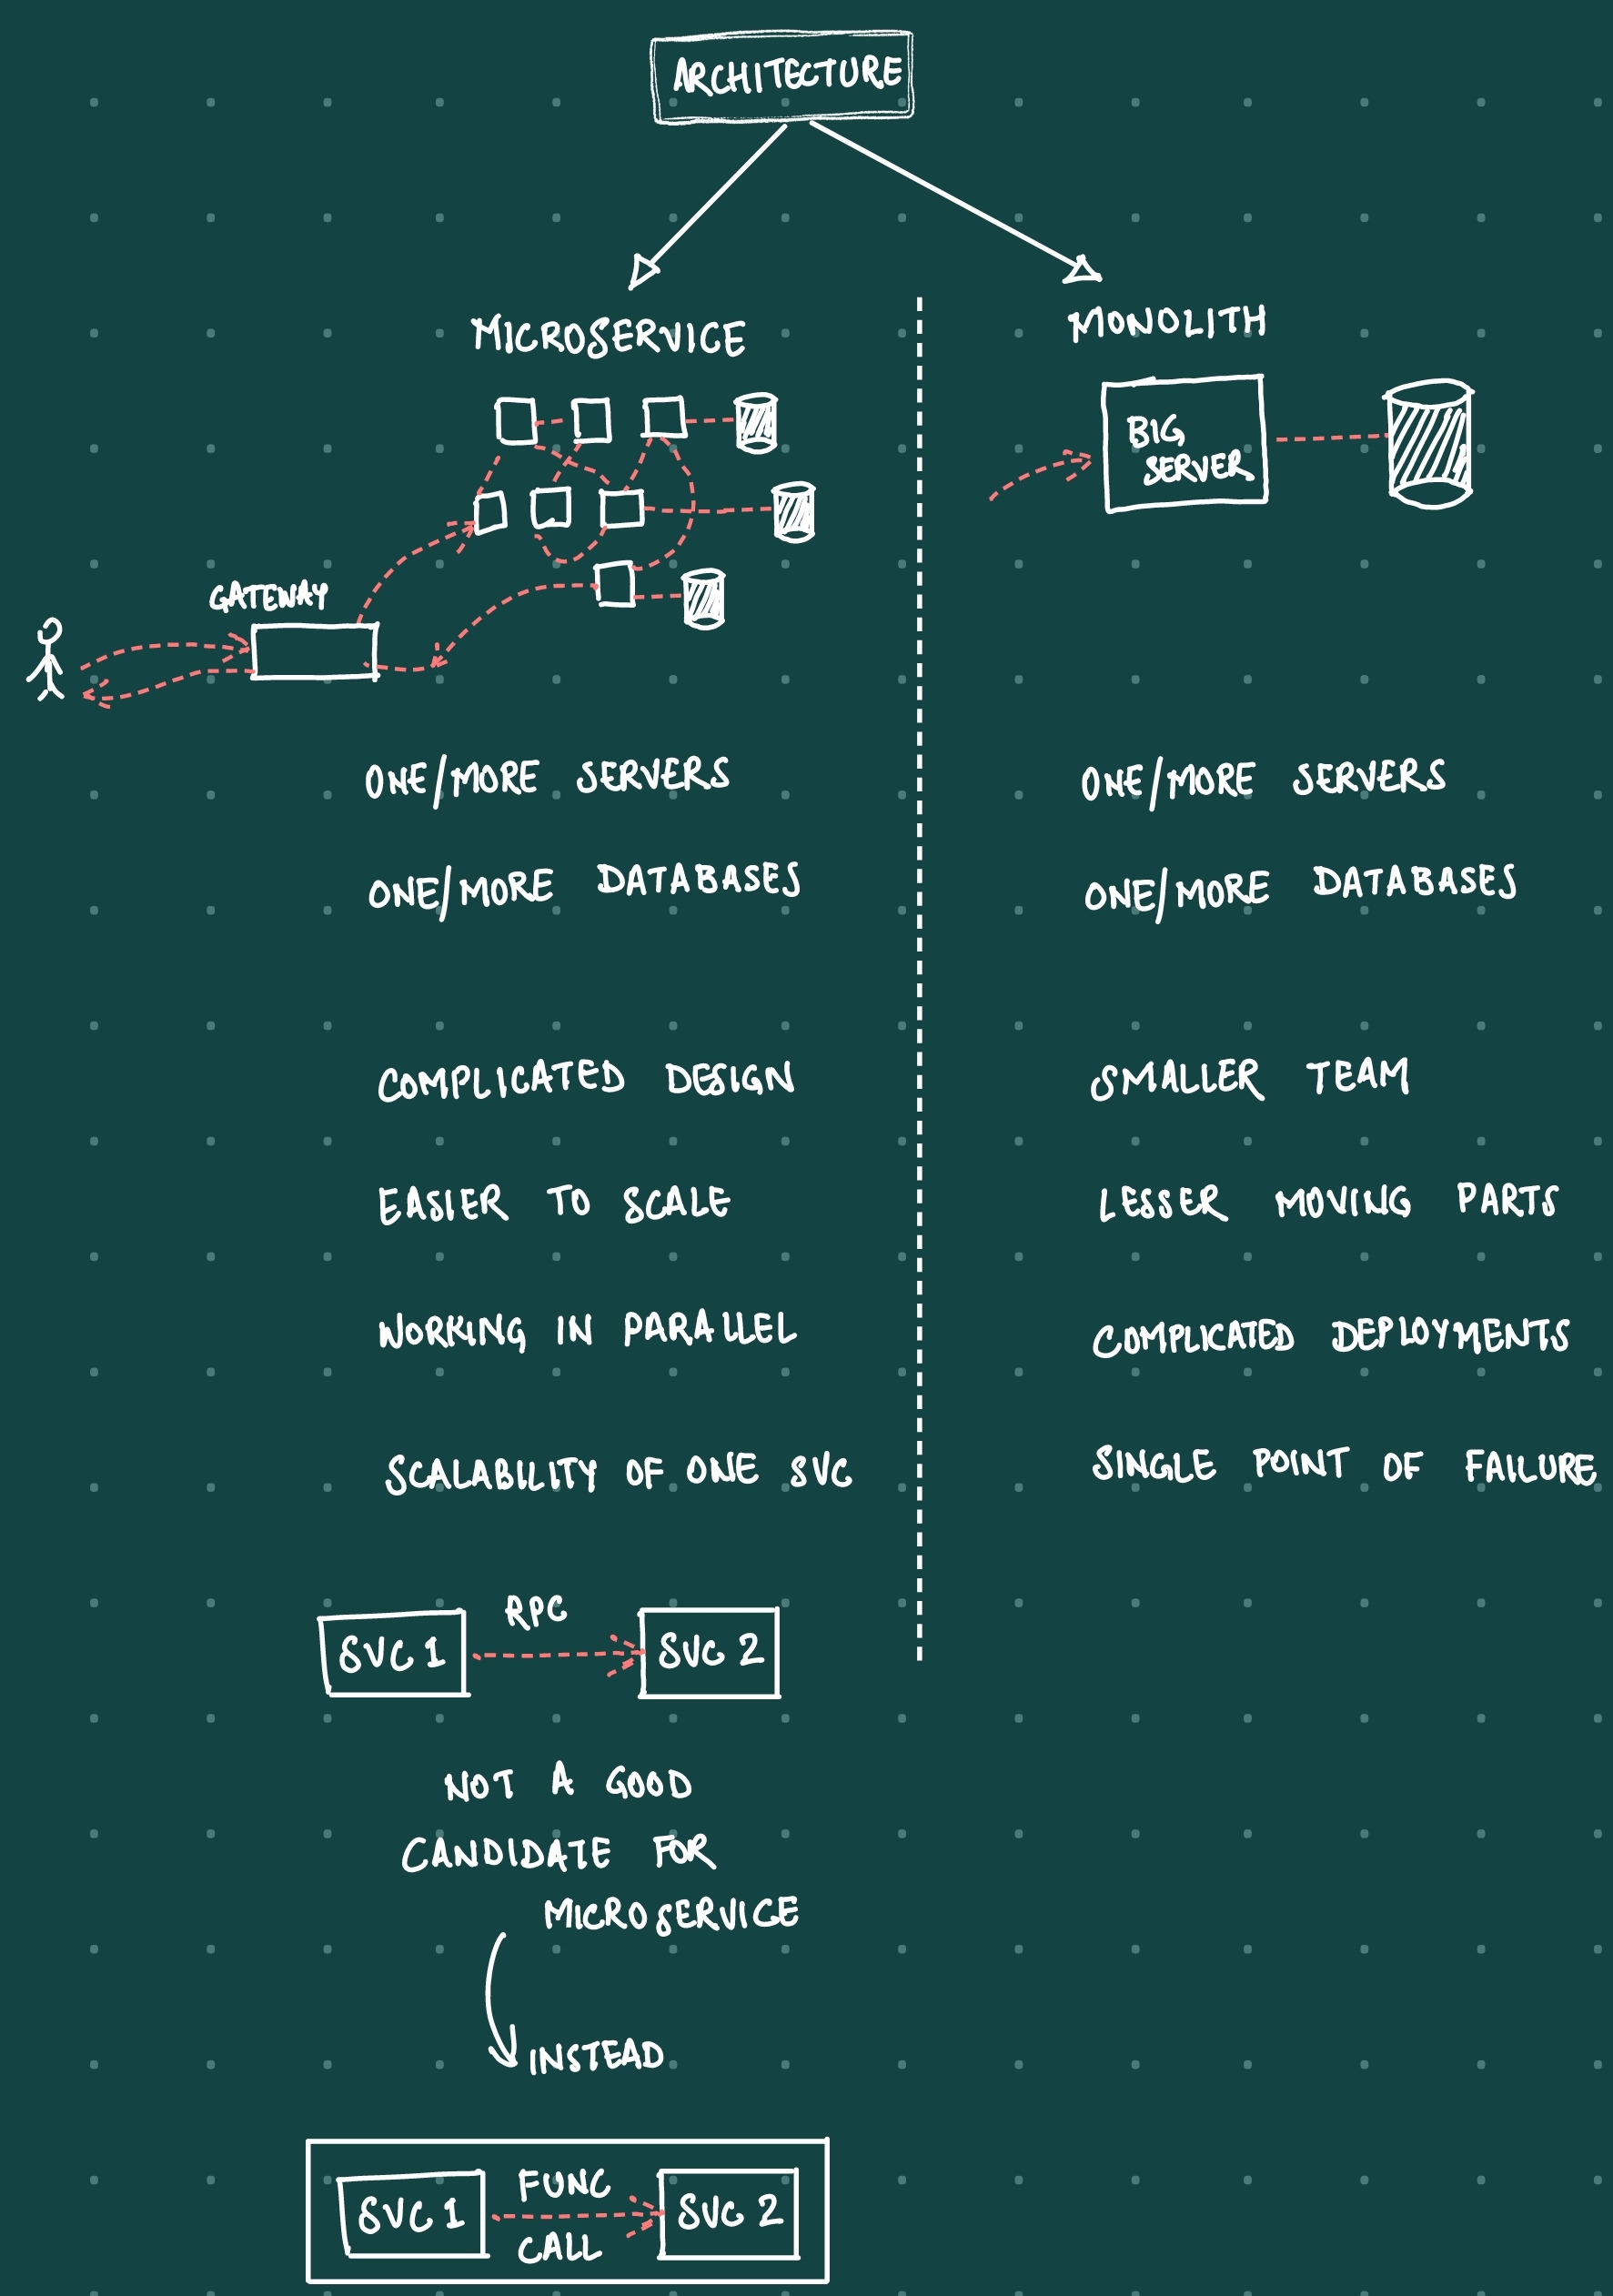 ARCHITECTURE
MICROSERVICE
GATEWAY
ONE/MORE SERVERS
ONE/MORE DATABASES
COMPLICATED DESIGN
EASIER TO SCALE
WORKING IN PARALLEL
SCALABILITY OF ONE SVC
SVC 1
RPC
SVC 2
NOT A GOOD
CANDIDATE FOR
MICROSERVICE
INSTEAD
SVC 1
FUNC
CALL
SVC 2
MONOLITH
BIG
SERVER
ONE/MORE SERVERS
ONE/MORE DATABASES
SMALLER TEAM
LESSER MOVING PARTS
COMPLICATED DEPLOYMENTS
SINGLE POINT OF FAILURE